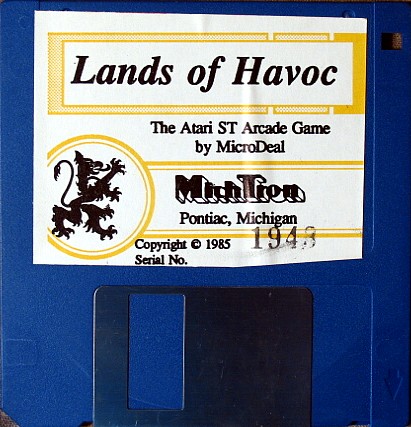 Lands of Havoc
The Atari ST Arcade Game
by MicroDeal
MichTron
Pontiac, Michigan
Copyright © 1985
Serial No. 1943